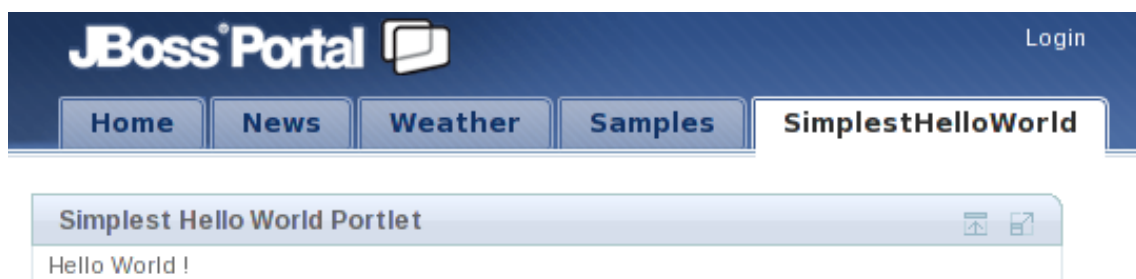 JBoss Portal
Login
Home News Weather Samples SimplestHelloWorld
Simplest Hello World Portlet
Hello World !